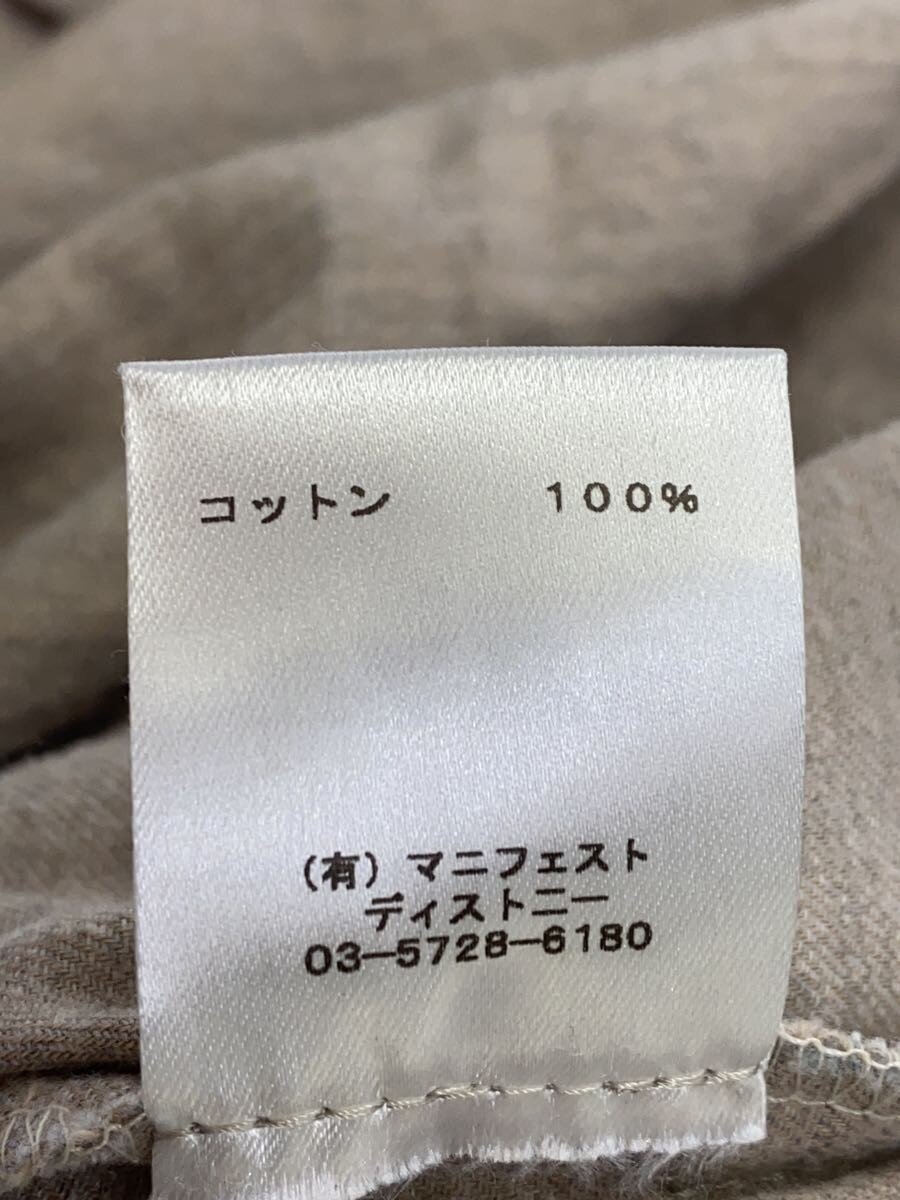 コットン 100%
(有)マニフェスト
ディストニー
03-5728-6180